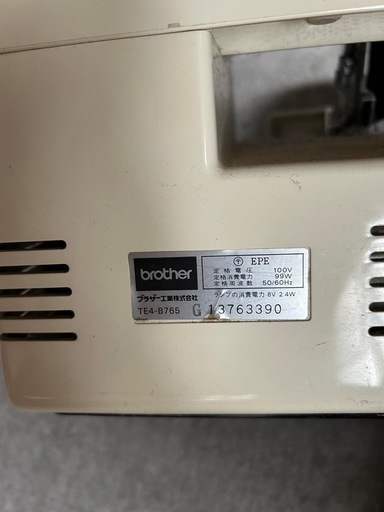 brother
ブラザー工業株式会社
TE4-B765
〒 EPE
定格電圧 100V
定格消費電力 99W
定格周波数 50/60Hz
ランプの消費電力 8V 2.4W
G13763390